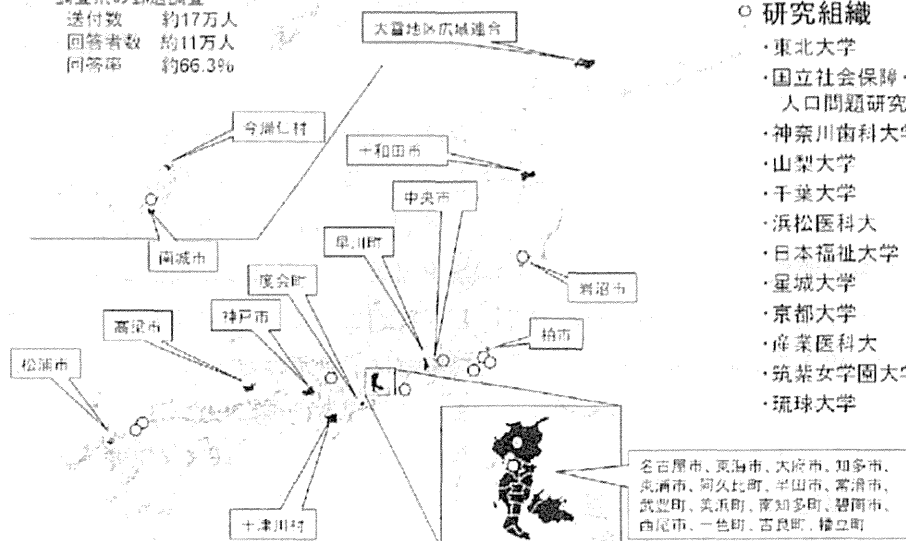 送付数 約17万人
回答者数 約11万人
回答率 約66.3%
大雪地区広域連合
今帰仁村
十和田市
中央市
南城市
早川町
度会町
岩沼市
神戸市
高梁市
柏市
松浦市
十津川村
○ 研究組織
・東北大学
・国立社会保障・
人口問題研究
・神奈川歯科大学
・山梨大学
・千葉大学
・浜松医科大
・日本福祉大学
・星城大学
・京都大学
・産業医科大
・筑紫女学園大学
・琉球大学
名古屋市、東海市、大府市、知多市、
東浦市、阿久比町、半田市、常滑市、
武豊町、美浜町、南知多町、碧南市、
西尾市、一色町、吉良町、幡豆町